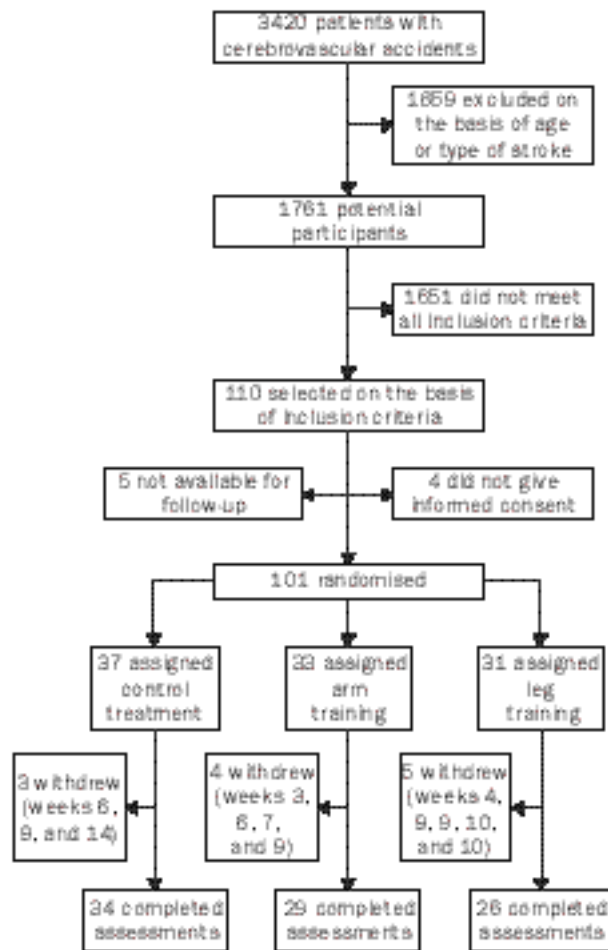 3420 patients with
cerebrovascular accidents
1659 excluded on
the basis of age
or type of stroke
1761 potential
participants
1651 did not meet
all inclusion criteria
110 selected on the basis
of inclusion criteria
5 not available for
follow-up
4 did not give
informed consent
101 randomised
37 assigned
control
treatment
33 assigned
arm
training
31 assigned
leg
training
3 withdrew
(weeks 6,
9, and 14)
4 withdrew
(weeks 3,
6, 7,
and 9)
5 withdrew
(weeks 4,
9, 9, 10,
and 10)
34 completed
assessments
29 completed
assessments
26 completed
assessments